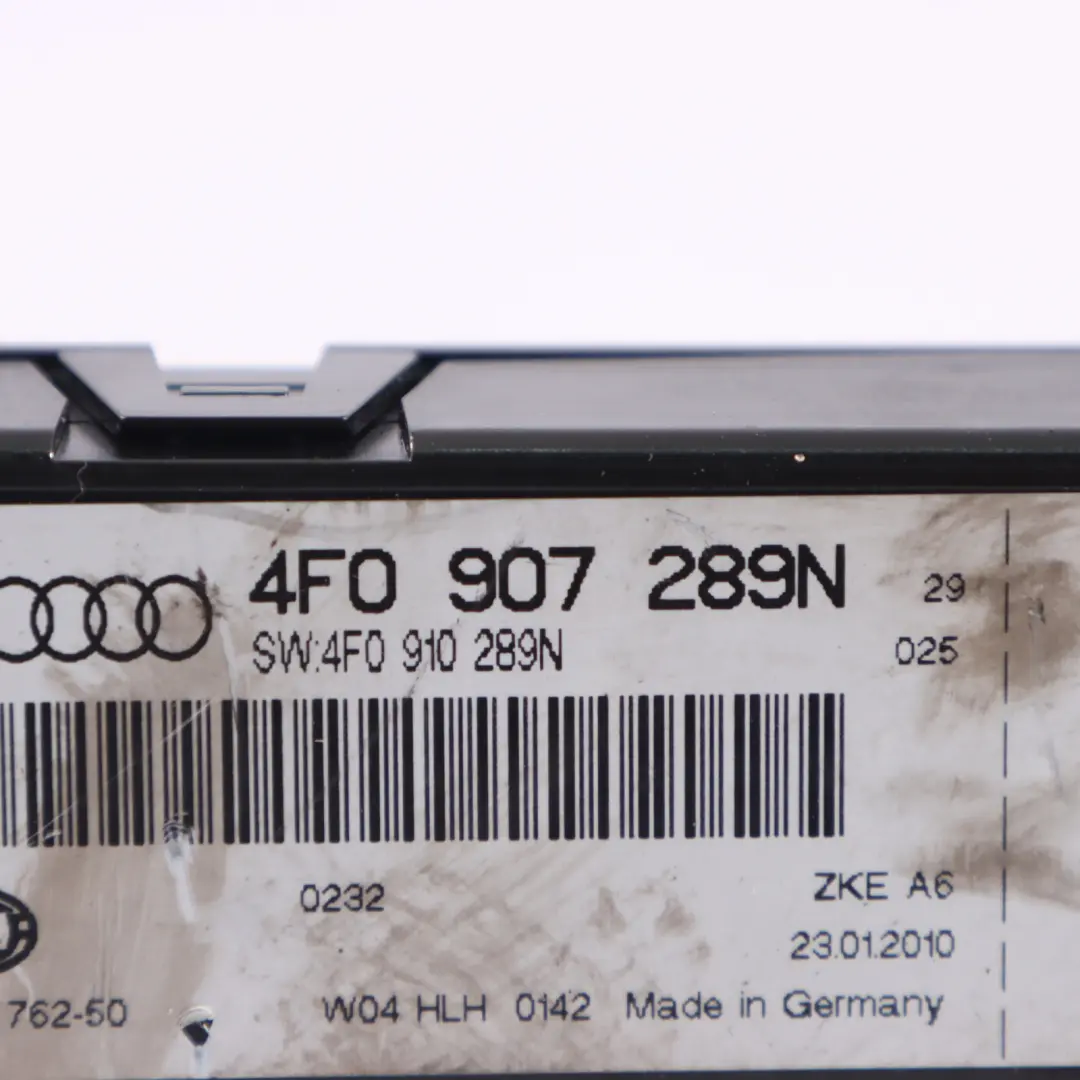 4F0 907 289N 29
SW:4F0 910 289N 025
0232 ZKE A6
23.01.2010
762-50 W04 HLH 0142 Made in Germany